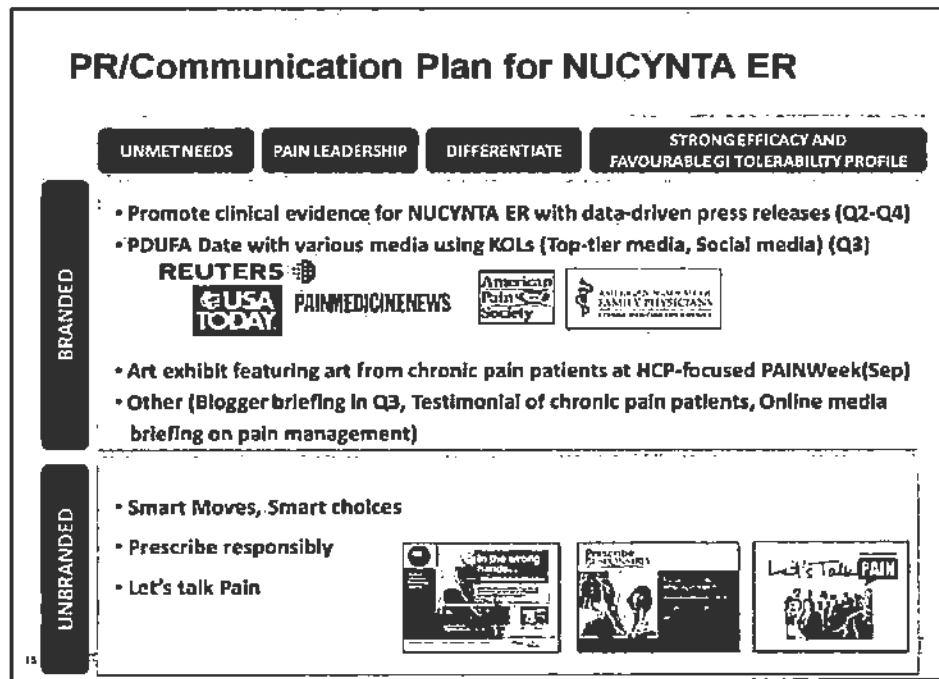 PR/Communication Plan for NUCYNTA ER
UNMET NEEDS
PAIN LEADERSHIP
DIFFERENTIATE
STRONG EFFICACY AND
FAVOURABLE GI TOLERABILITY PROFILE
BRANDED
• Promote clinical evidence for NUCYNTA ER with data-driven press releases (Q2-Q4)
• PDUFA Date with various media using KOLs (Top-tier media, Social media) (Q3)
REUTERS
USA
TODAY
PAINMEDICINENEWS
American
Pain
Society
FAMILY PHYSICIANS
• Art exhibit featuring art from chronic pain patients at HCP-focused PAINWeek(Sep)
• Other (Blogger briefing in Q3, Testimonial of chronic pain patients, Online media
briefing on pain management)
UNBRANDED
• Smart Moves, Smart choices
• Prescribe responsibly
• Let's talk Pain
in the wrong
Prescribe
RESPONSIBLY
Let's Talk PAIN
15